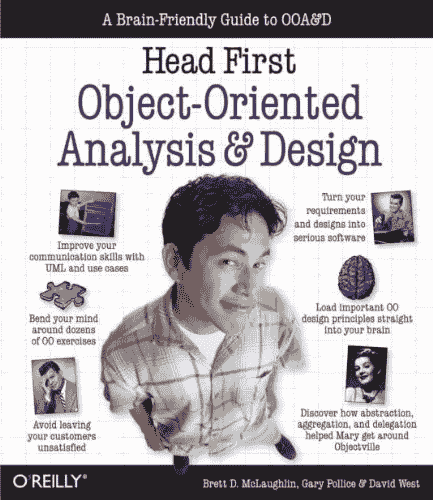 A Brain-Friendly Guide to OOA&D
Head First
Object-Oriented
Analysis & Design
Improve your
communication skills with
UML and use cases
Turn your
requirements
and designs into
serious software
Bend your mind
around dozens
of OO exercises
Load important OO
design principles straight
into your brain
Avoid leaving
your customers
unsatisfied
Discover how abstraction,
aggregation, and delegation
helped Mary get around
Objectville
O'REILLY®
Brett D. McLaughlin, Gary Pollice & David West